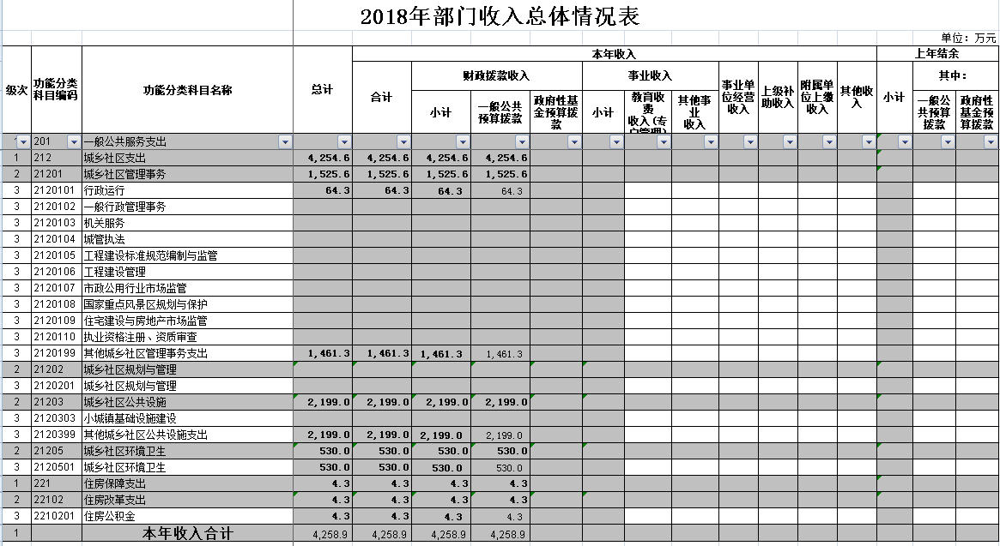 2018年部门收入总体情况表
单位：万元
级次 功能分类科目编码 功能分类科目名称 总计 本年收入 上年结余
合计 财政拨款收入 事业收入 事业单位经营收入 上级补助收入 附属单位上缴收入 其他收入 小计 其中：
小计 一般公共预算拨款 政府性基金预算拨款 小计 教育收费收入(专户管理) 其他事业收入 一般公共预算拨款 政府性基金预算拨款
1 201 一般公共服务支出
1 212 城乡社区支出 4,254.6 4,254.6 4,254.6 4,254.6
2 21201 城乡社区管理事务 1,525.6 1,525.6 1,525.6 1,525.6
3 2120101 行政运行 64.3 64.3 64.3 64.3
3 2120102 一般行政管理事务
3 2120103 机关服务
3 2120104 城管执法
3 2120105 工程建设标准规范编制与监管
3 2120106 工程建设管理
3 2120107 市政公用行业市场监管
3 2120108 国家重点风景区规划与保护
3 2120109 住宅建设与房地产市场监管
3 2120110 执业资格注册、资质审查
3 2120199 其他城乡社区管理事务支出 1,461.3 1,461.3 1,461.3 1,461.3
2 21202 城乡社区规划与管理
3 2120201 城乡社区规划与管理
2 21203 城乡社区公共设施 2,199.0 2,199.0 2,199.0 2,199.0
3 2120303 小城镇基础设施建设
3 2120399 其他城乡社区公共设施支出 2,199.0 2,199.0 2,199.0 2,199.0
2 21205 城乡社区环境卫生 530.0 530.0 530.0 530.0
3 2120501 城乡社区环境卫生 530.0 530.0 530.0 530.0
1 221 住房保障支出 4.3 4.3 4.3 4.3
2 22102 住房改革支出 4.3 4.3 4.3 4.3
3 2210201 住房公积金 4.3 4.3 4.3 4.3
1 本年收入合计 4,258.9 4,258.9 4,258.9 4,258.9